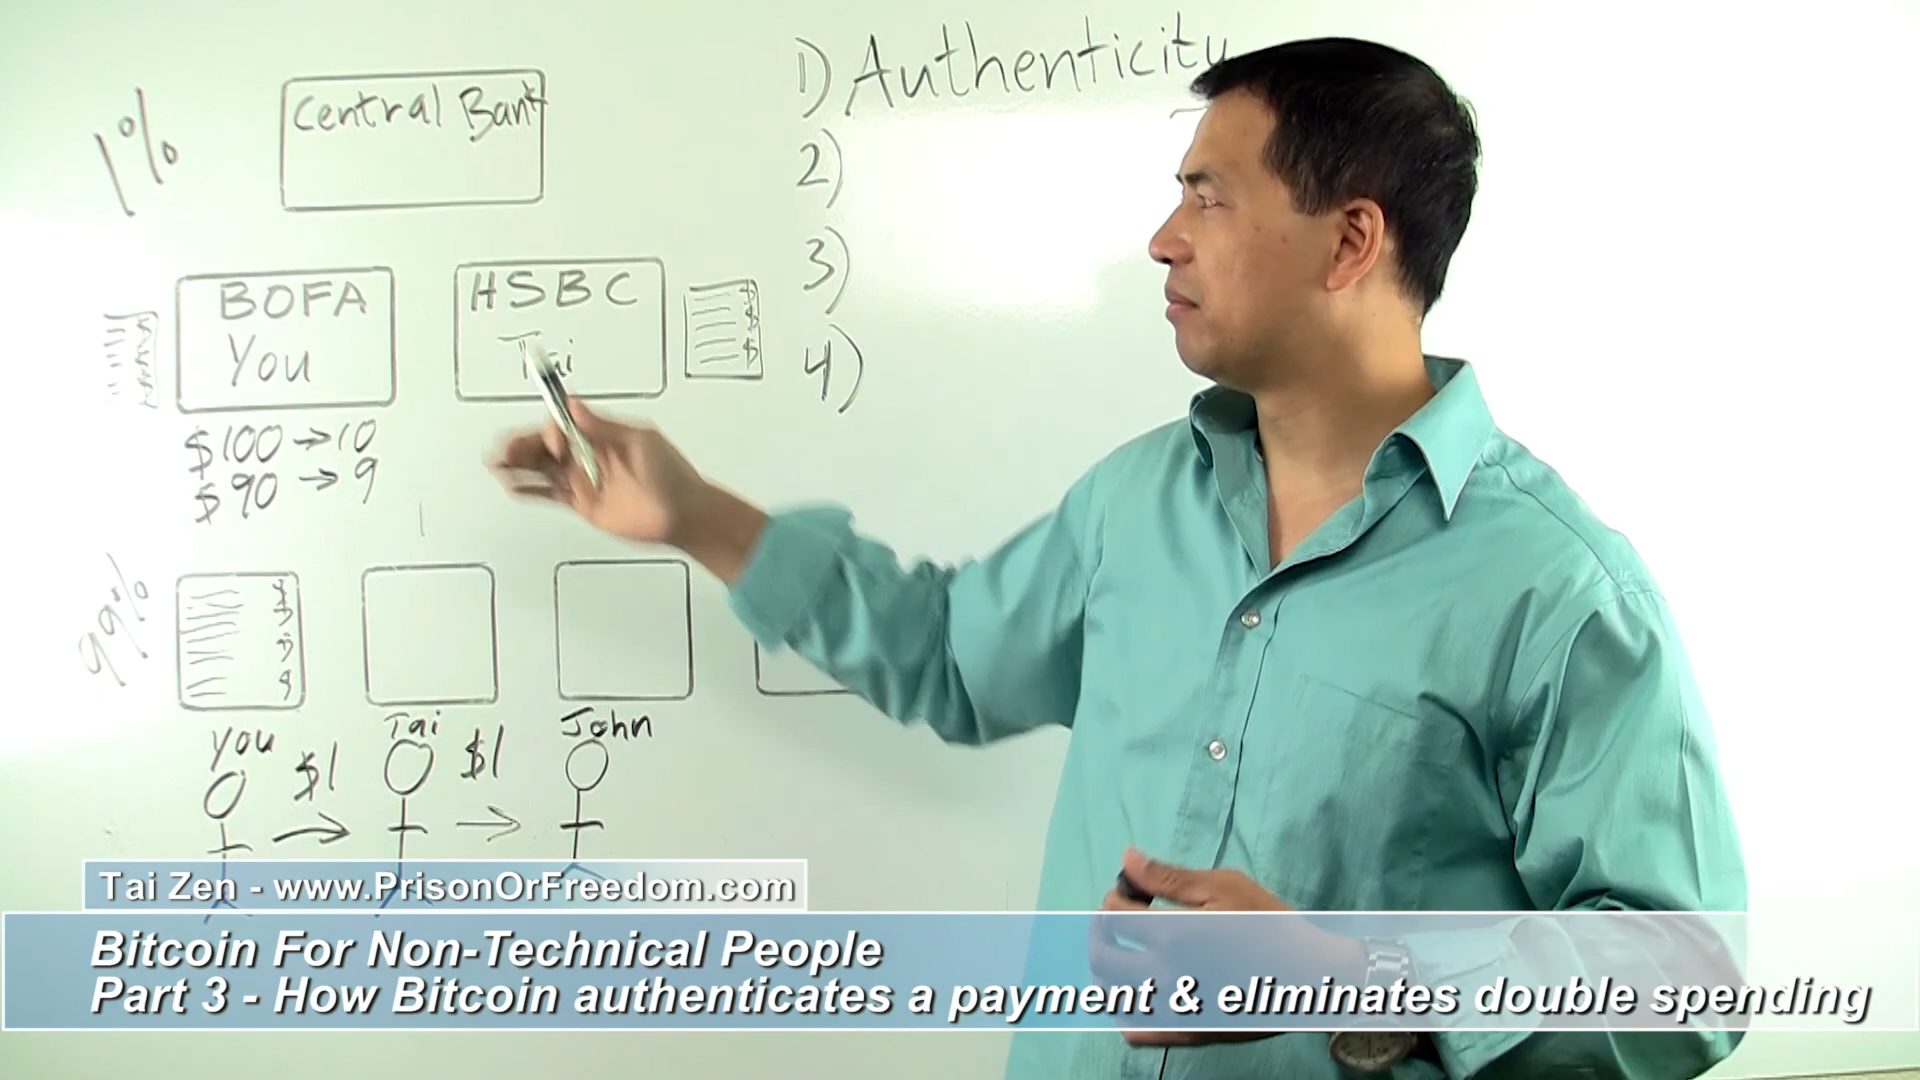 1) Authenticity
2)
3)
4)
1%
Central Bank
BOFA
You
HSBC
Tai
$ $ $
$100 → 10
$90 → 9
99%
you
Tai
John
$1
$1
Tai Zen - www.PrisonOrFreedom.com
Bitcoin For Non-Technical People
Part 3 - How Bitcoin authenticates a payment & eliminates double spending